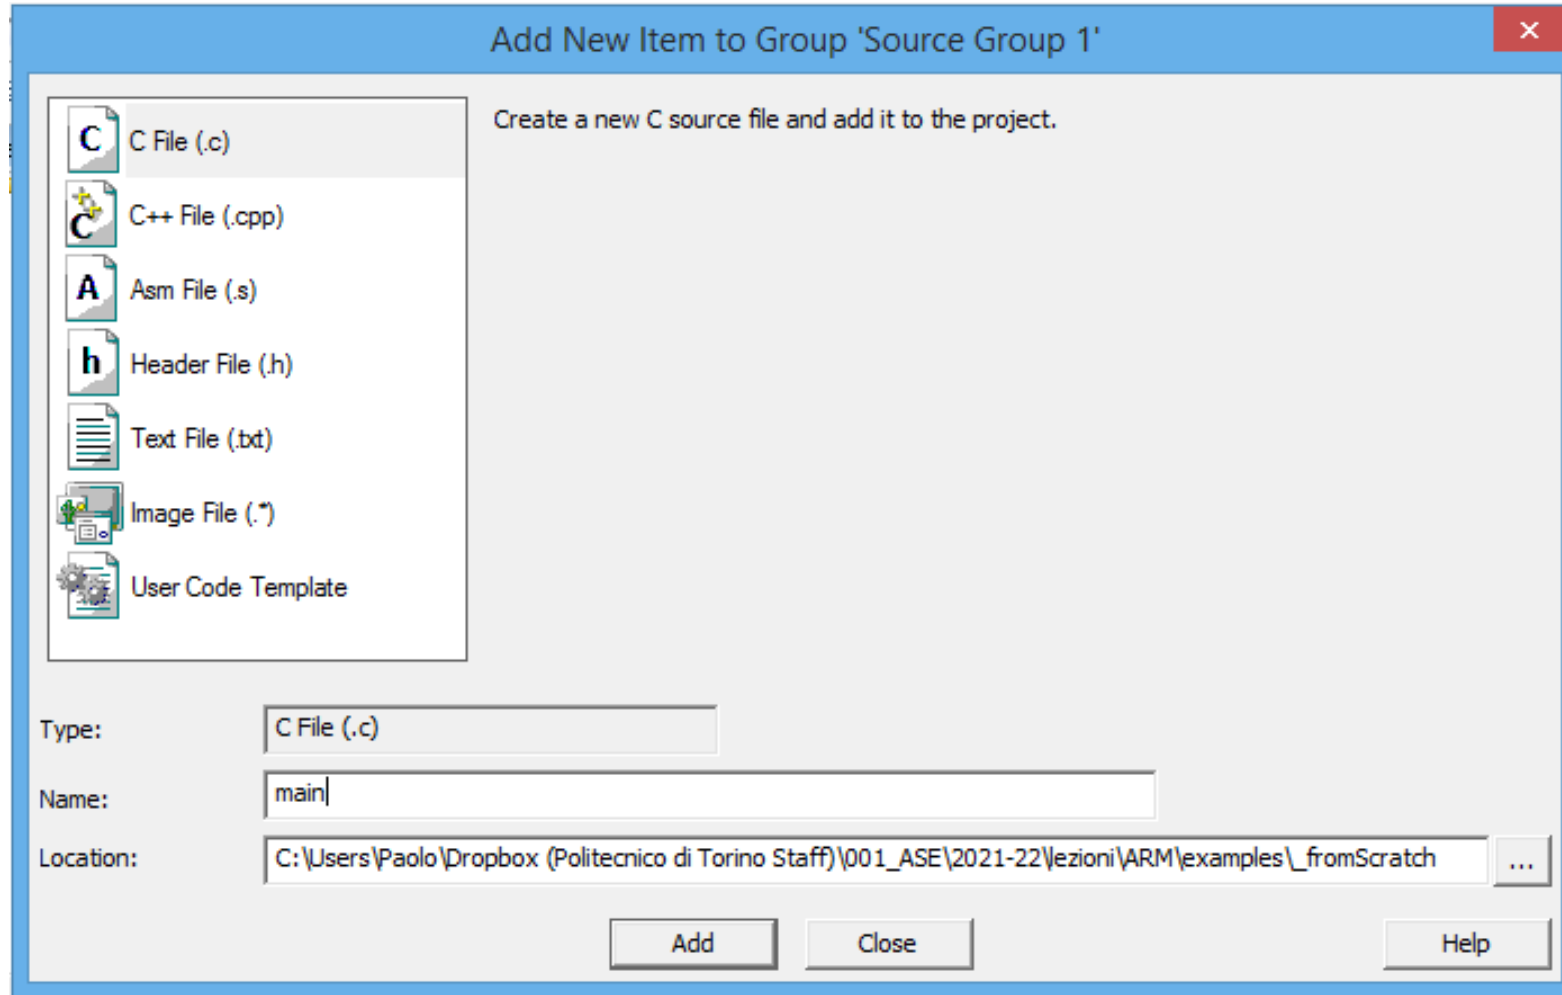 Add New Item to Group 'Source Group 1'
C File (.c)
Create a new C source file and add it to the project.
C++ File (.cpp)
Asm File (.s)
Header File (.h)
Text File (.txt)
Image File (.*)
User Code Template
Type:
C File (.c)
Name:
main
Location:
C:\Users\Paolo\Dropbox (Politecnico di Torino Staff)\001_ASE\2021-22\lezioni\ARM\examples\_fromScratch
...
Add
Close
Help